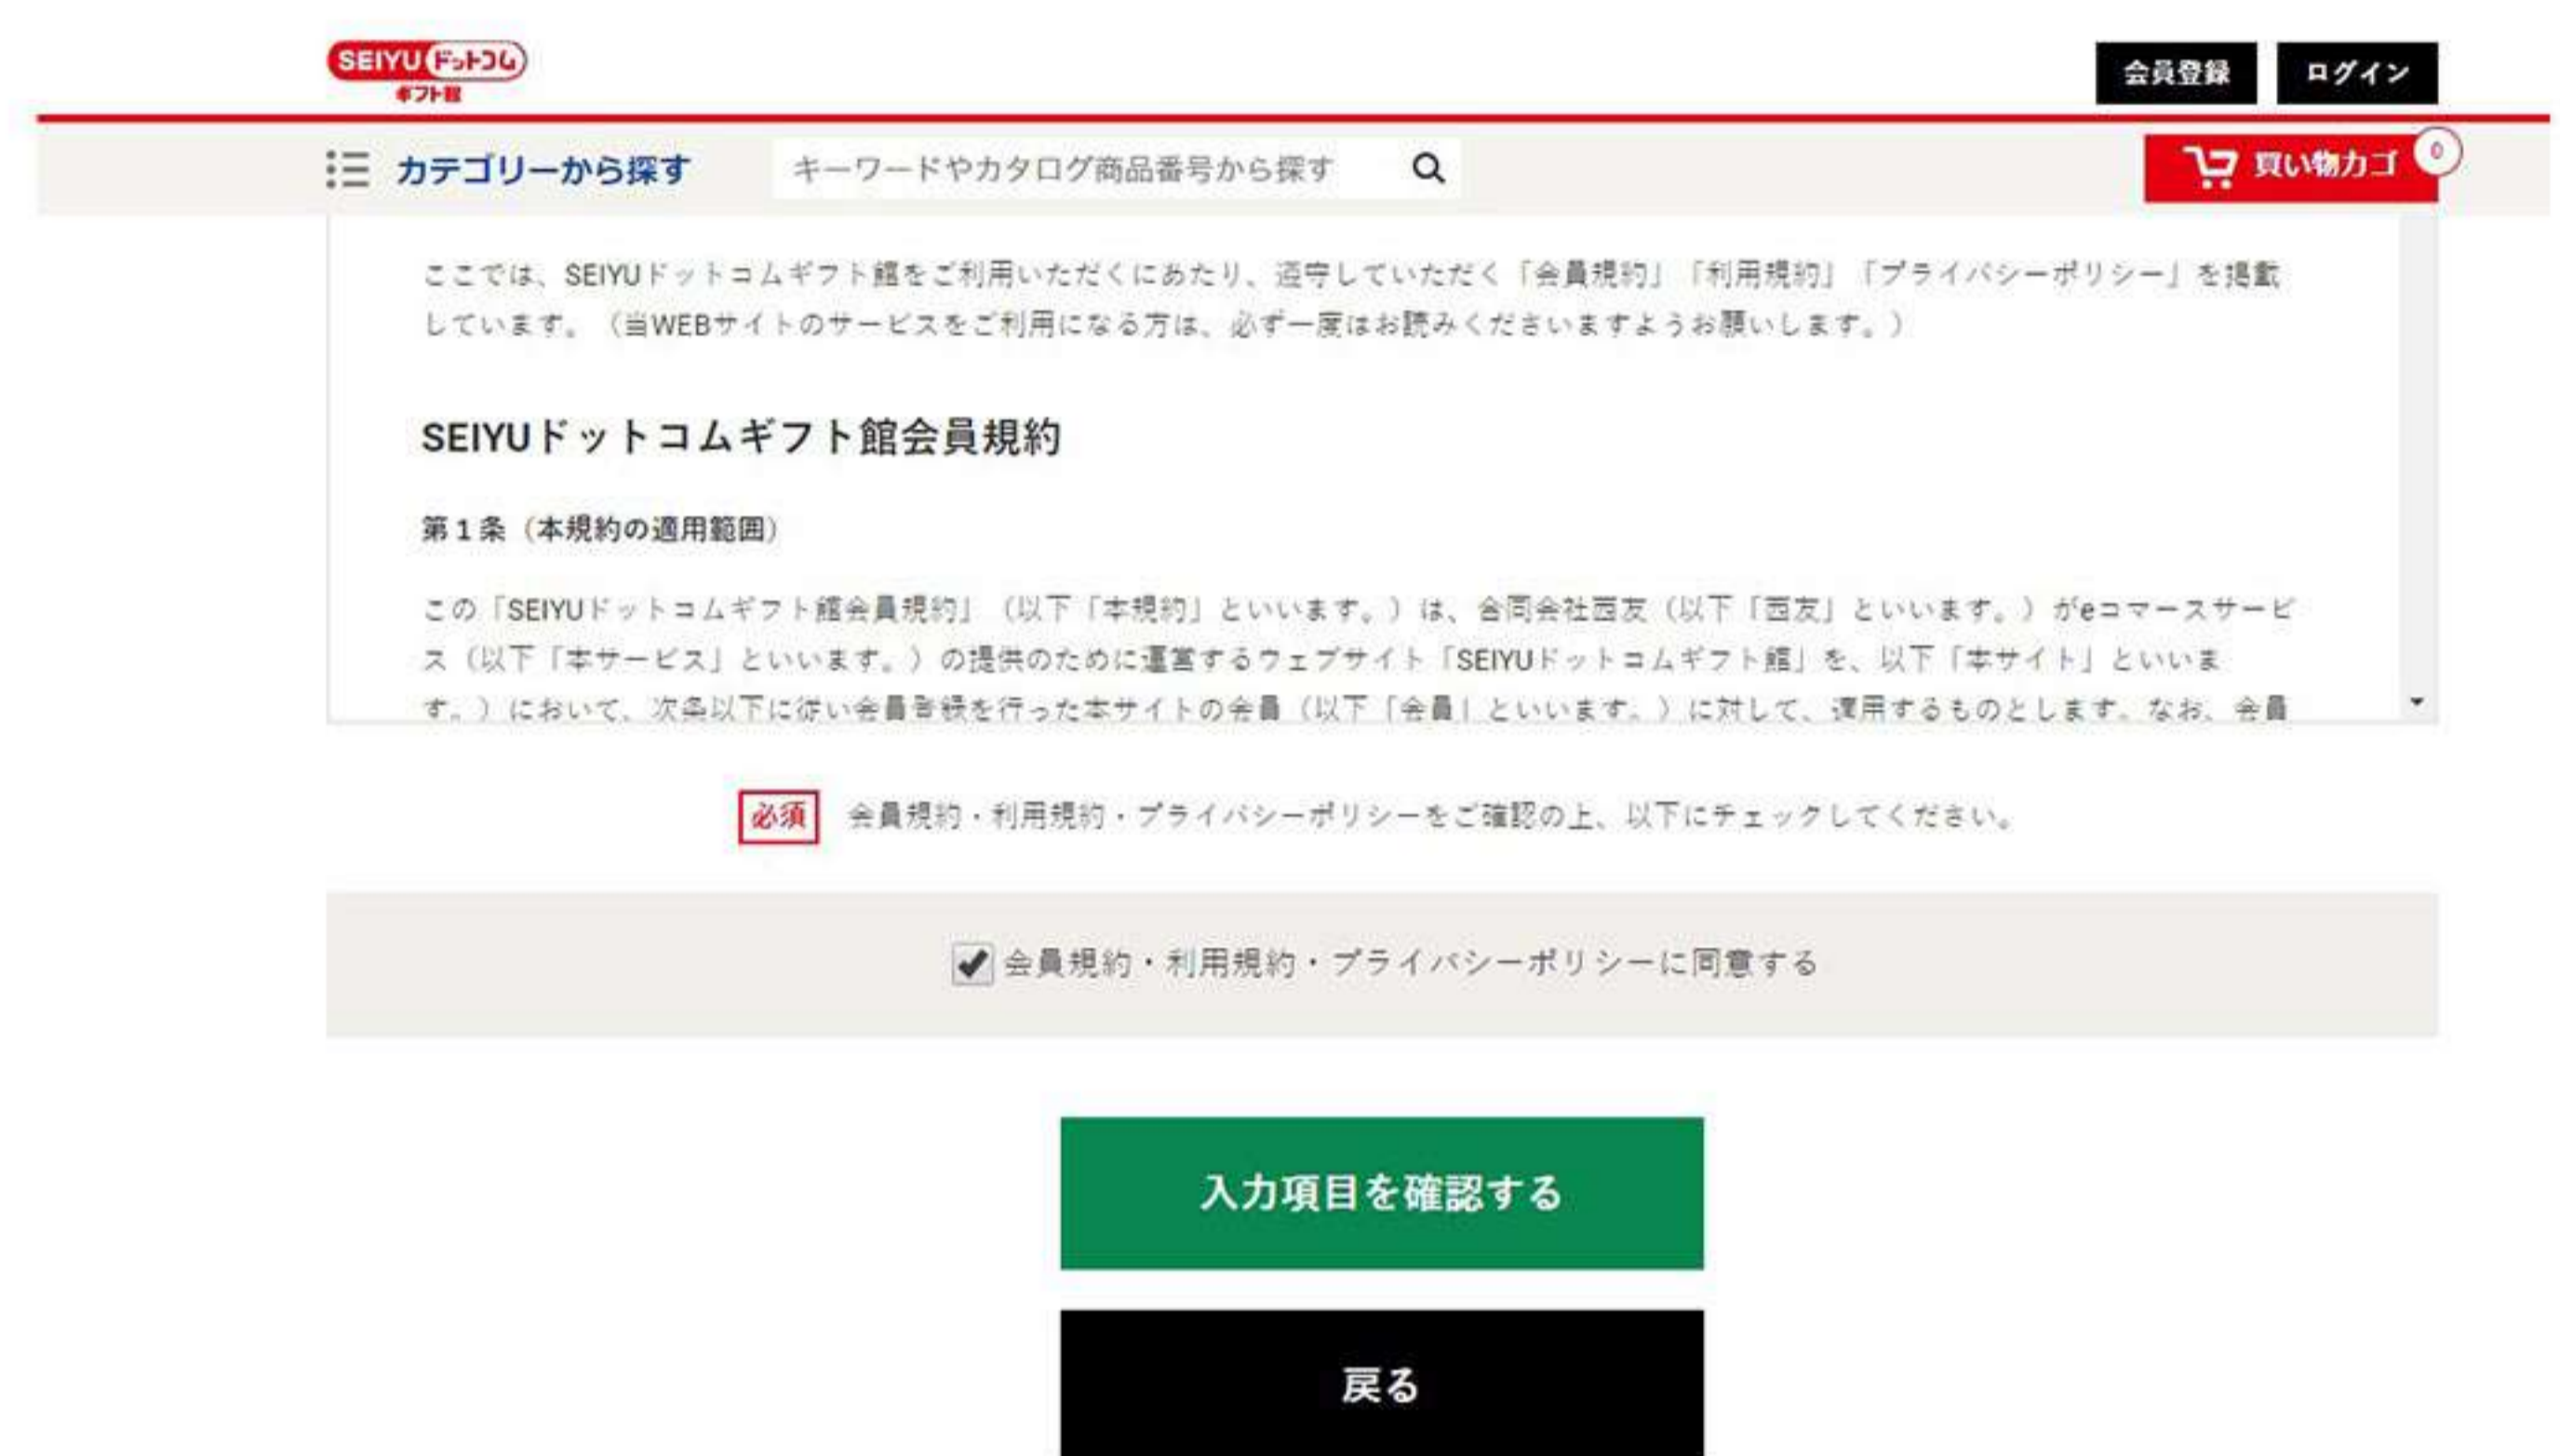 SEIYU ドットコム
ギフト館
会員登録 ログイン
カテゴリーから探す キーワードやカタログ商品番号から探す 買い物カゴ 0
ここでは、SEIYUドットコムギフト館をご利用いただくにあたり、遵守していただく「会員規約」「利用規約」「プライバシーポリシー」を掲載
しています。（当WEBサイトのサービスをご利用になる方は、必ず一度はお読みくださいますようお願いします。）
SEIYUドットコムギフト館会員規約
第1条（本規約の適用範囲）
この「SEIYUドットコムギフト館会員規約」（以下「本規約」といいます。）は、合同会社西友（以下「西友」といいます。）がeコマースサービ
ス（以下「本サービス」といいます。）の提供のために運営するウェブサイト「SEIYUドットコムギフト館」を、以下「本サイト」といいま
す。）において、次条以下に従い会員登録を行った本サイトの会員（以下「会員」といいます。）に対して、適用するものとします。なお、会員
必須 会員規約・利用規約・プライバシーポリシーをご確認の上、以下にチェックしてください。
会員規約・利用規約・プライバシーポリシーに同意する
入力項目を確認する
戻る